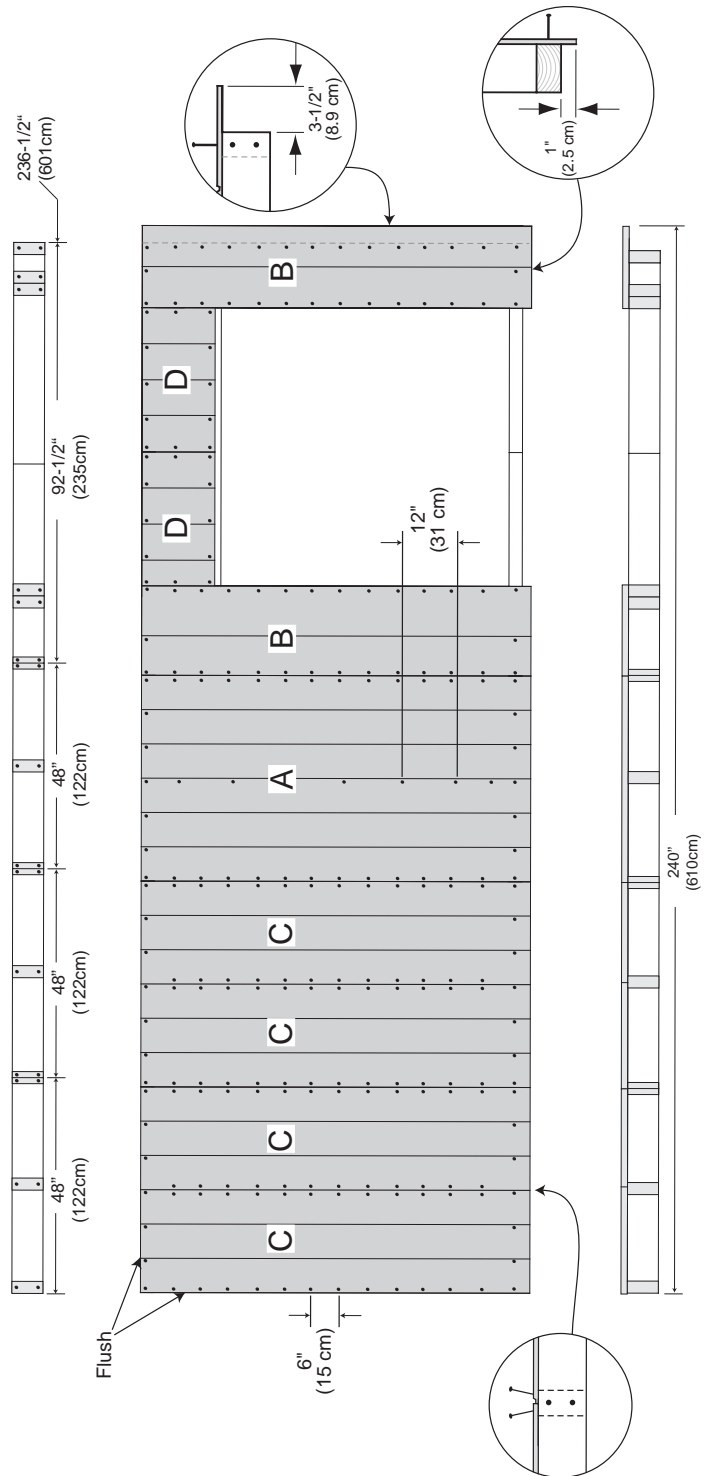 48"
(122cm)
48"
(122cm)
48"
(122cm)
92-1/2“
(235cm)
236-1/2“
(601cm)
Flush
6"
(15 cm)
C
C
C
C
A
B
D
D
B
12"
(31 cm)
3-1/2"
(8.9 cm)
1"
(2.5 cm)
240”
(610cm)